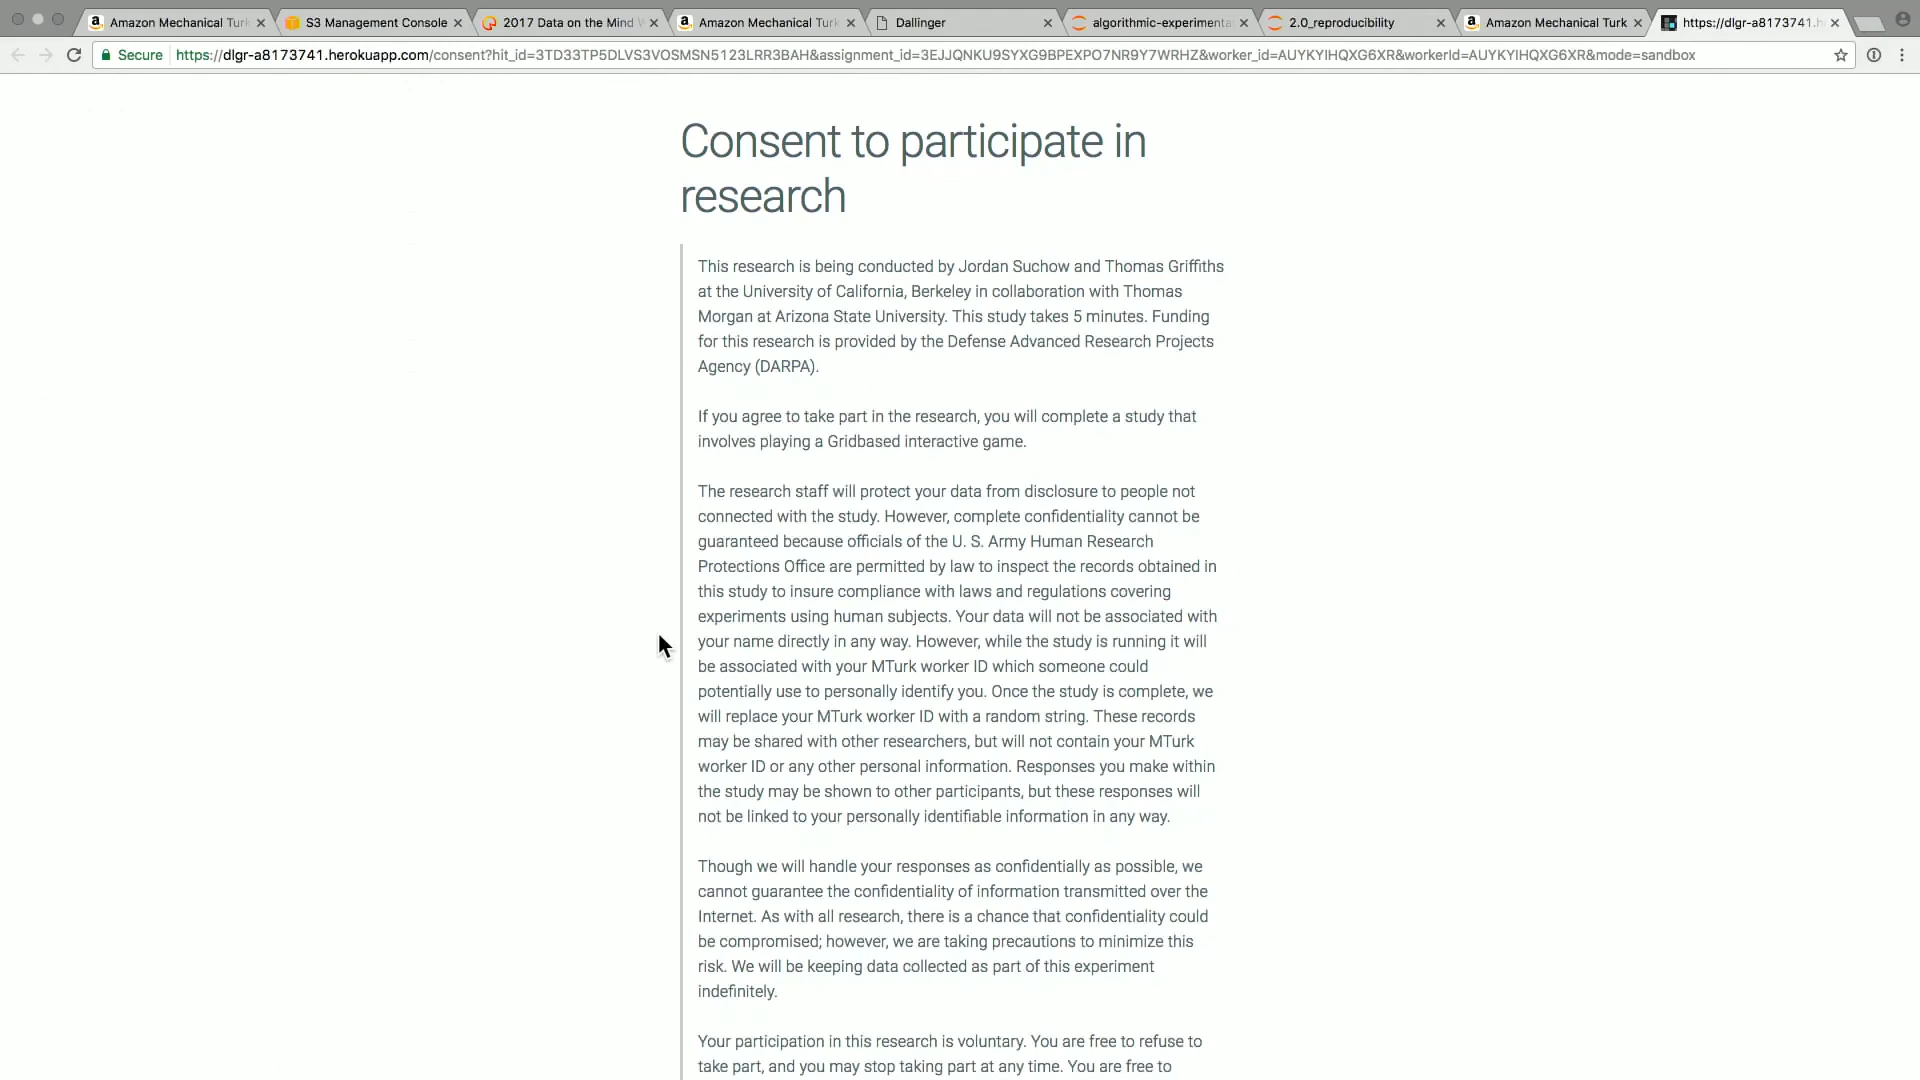 Amazon Mechanical Turk
S3 Management Console
2017 Data on the Mind
Amazon Mechanical Turk
Dallinger
algorithmic-experimenta
2.0_reproducibility
Amazon Mechanical Turk
https://dlgr-a8173741.h
Secure
https://dlgr-a8173741.herokuapp.com/consent?hit_id=3TD33TP5DLVS3VOSMSN5123LRR3BAH&assignment_id=3EJJQNKU9SYXG9BPEXPO7NR9Y7WRHZ&worker_id=AUYKYIHQXG6XR&workerId=AUYKYIHQXG6XR&mode=sandbox
Consent to participate in
research
This research is being conducted by Jordan Suchow and Thomas Griffiths
at the University of California, Berkeley in collaboration with Thomas
Morgan at Arizona State University. This study takes 5 minutes. Funding
for this research is provided by the Defense Advanced Research Projects
Agency (DARPA).
If you agree to take part in the research, you will complete a study that
involves playing a Gridbased interactive game.
The research staff will protect your data from disclosure to people not
connected with the study. However, complete confidentiality cannot be
guaranteed because officials of the U. S. Army Human Research
Protections Office are permitted by law to inspect the records obtained in
this study to insure compliance with laws and regulations covering
experiments using human subjects. Your data will not be associated with
your name directly in any way. However, while the study is running it will
be associated with your MTurk worker ID which someone could
potentially use to personally identify you. Once the study is complete, we
will replace your MTurk worker ID with a random string. These records
may be shared with other researchers, but will not contain your MTurk
worker ID or any other personal information. Responses you make within
the study may be shown to other participants, but these responses will
not be linked to your personally identifiable information in any way.
Though we will handle your responses as confidentially as possible, we
cannot guarantee the confidentiality of information transmitted over the
Internet. As with all research, there is a chance that confidentiality could
be compromised; however, we are taking precautions to minimize this
risk. We will be keeping data collected as part of this experiment
indefinitely.
Your participation in this research is voluntary. You are free to refuse to
take part, and you may stop taking part at any time. You are free to